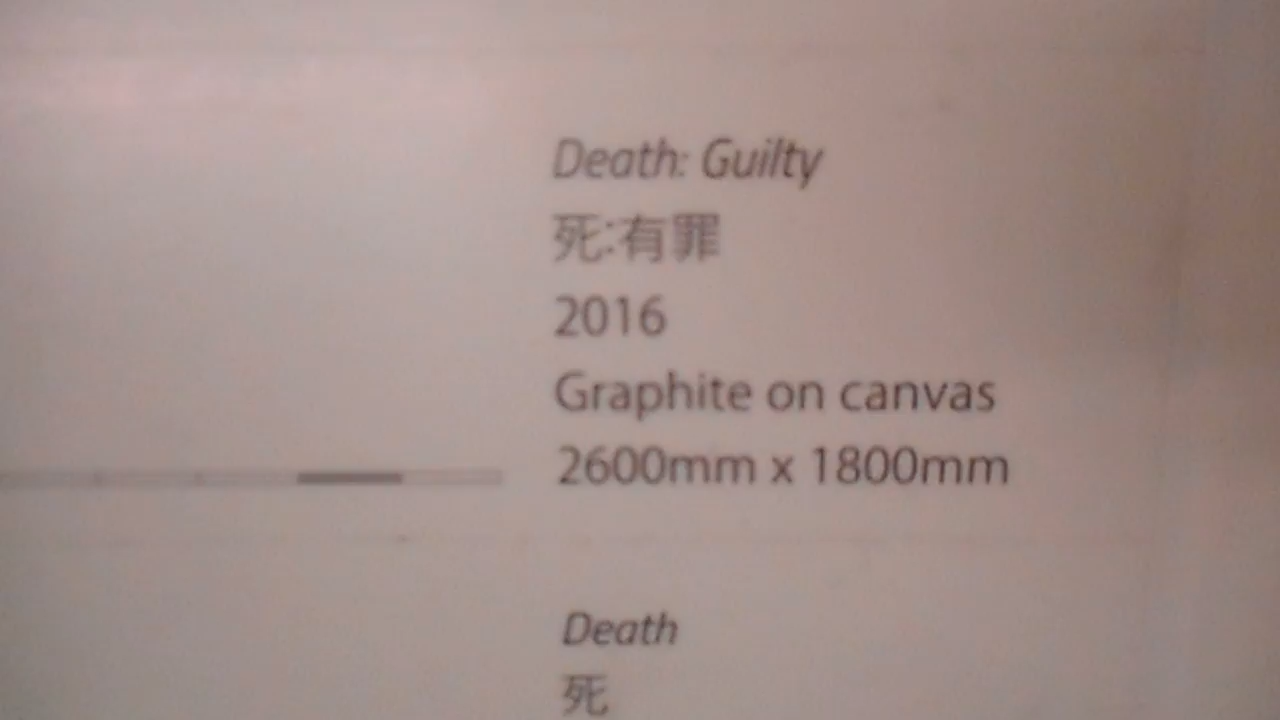 Death: Guilty
死:有罪
2016
Graphite on canvas
2600mm x 1800mm
Death
死